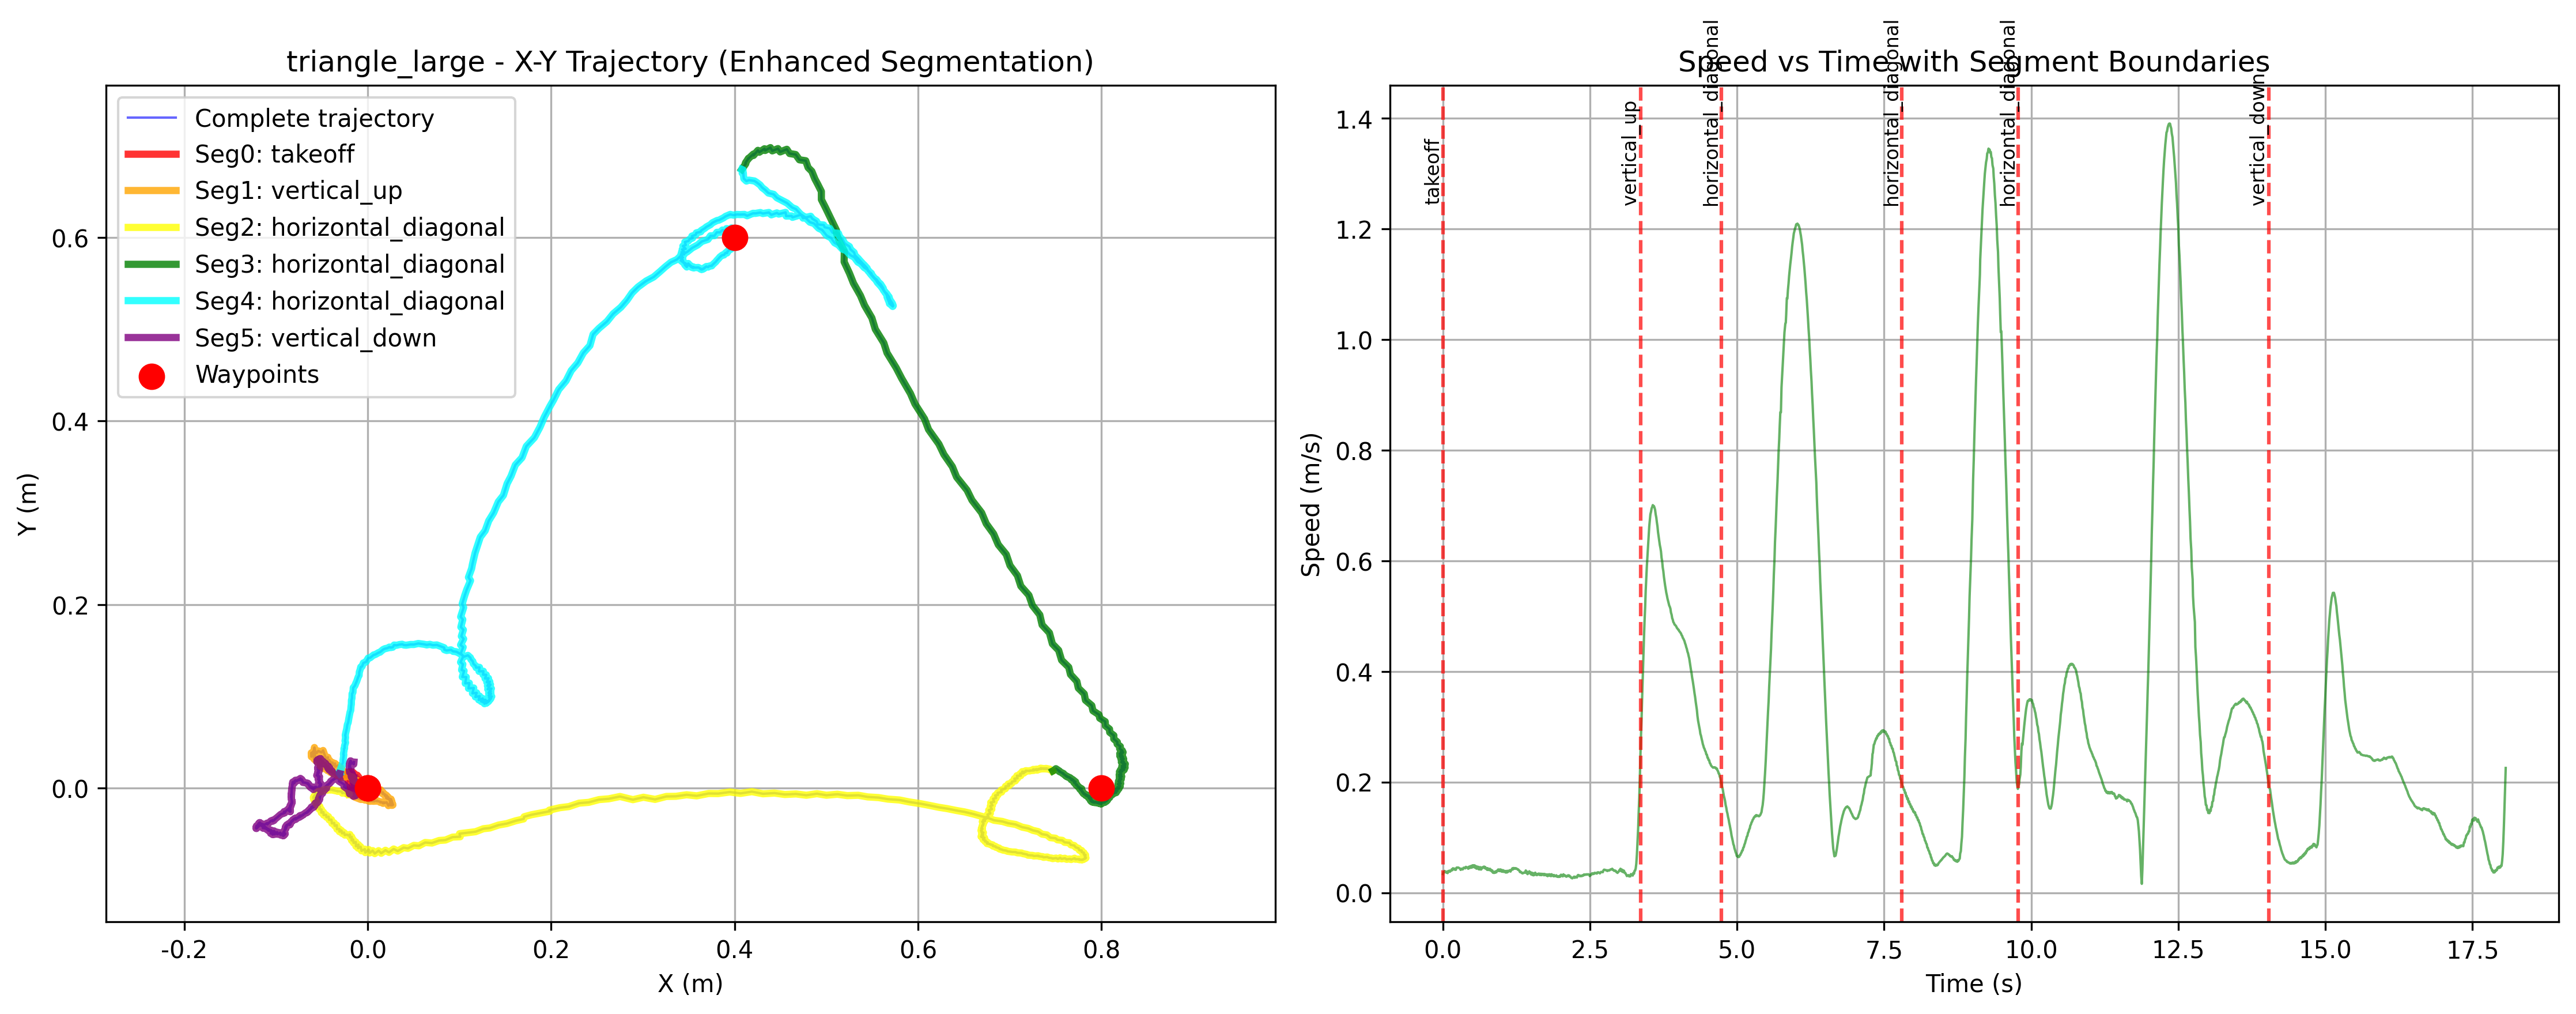 triangle_large - X-Y Trajectory (Enhanced Segmentation)
Complete trajectory
Seg0: takeoff
Seg1: vertical_up
Seg2: horizontal_diagonal
Seg3: horizontal_diagonal
Seg4: horizontal_diagonal
Seg5: vertical_down
Waypoints
0.6
0.4
0.2
0.0
Y (m)
-0.2
0.0
0.2
0.4
0.6
0.8
X (m)
Speed vs Time with Segment Boundaries
takeoff
vertical_up
horizontal_diagonal
horizontal_diagonal
horizontal_diagonal
vertical_down
1.4
1.2
1.0
0.8
0.6
0.4
0.2
0.0
Speed (m/s)
0.0
2.5
5.0
7.5
10.0
12.5
15.0
17.5
Time (s)